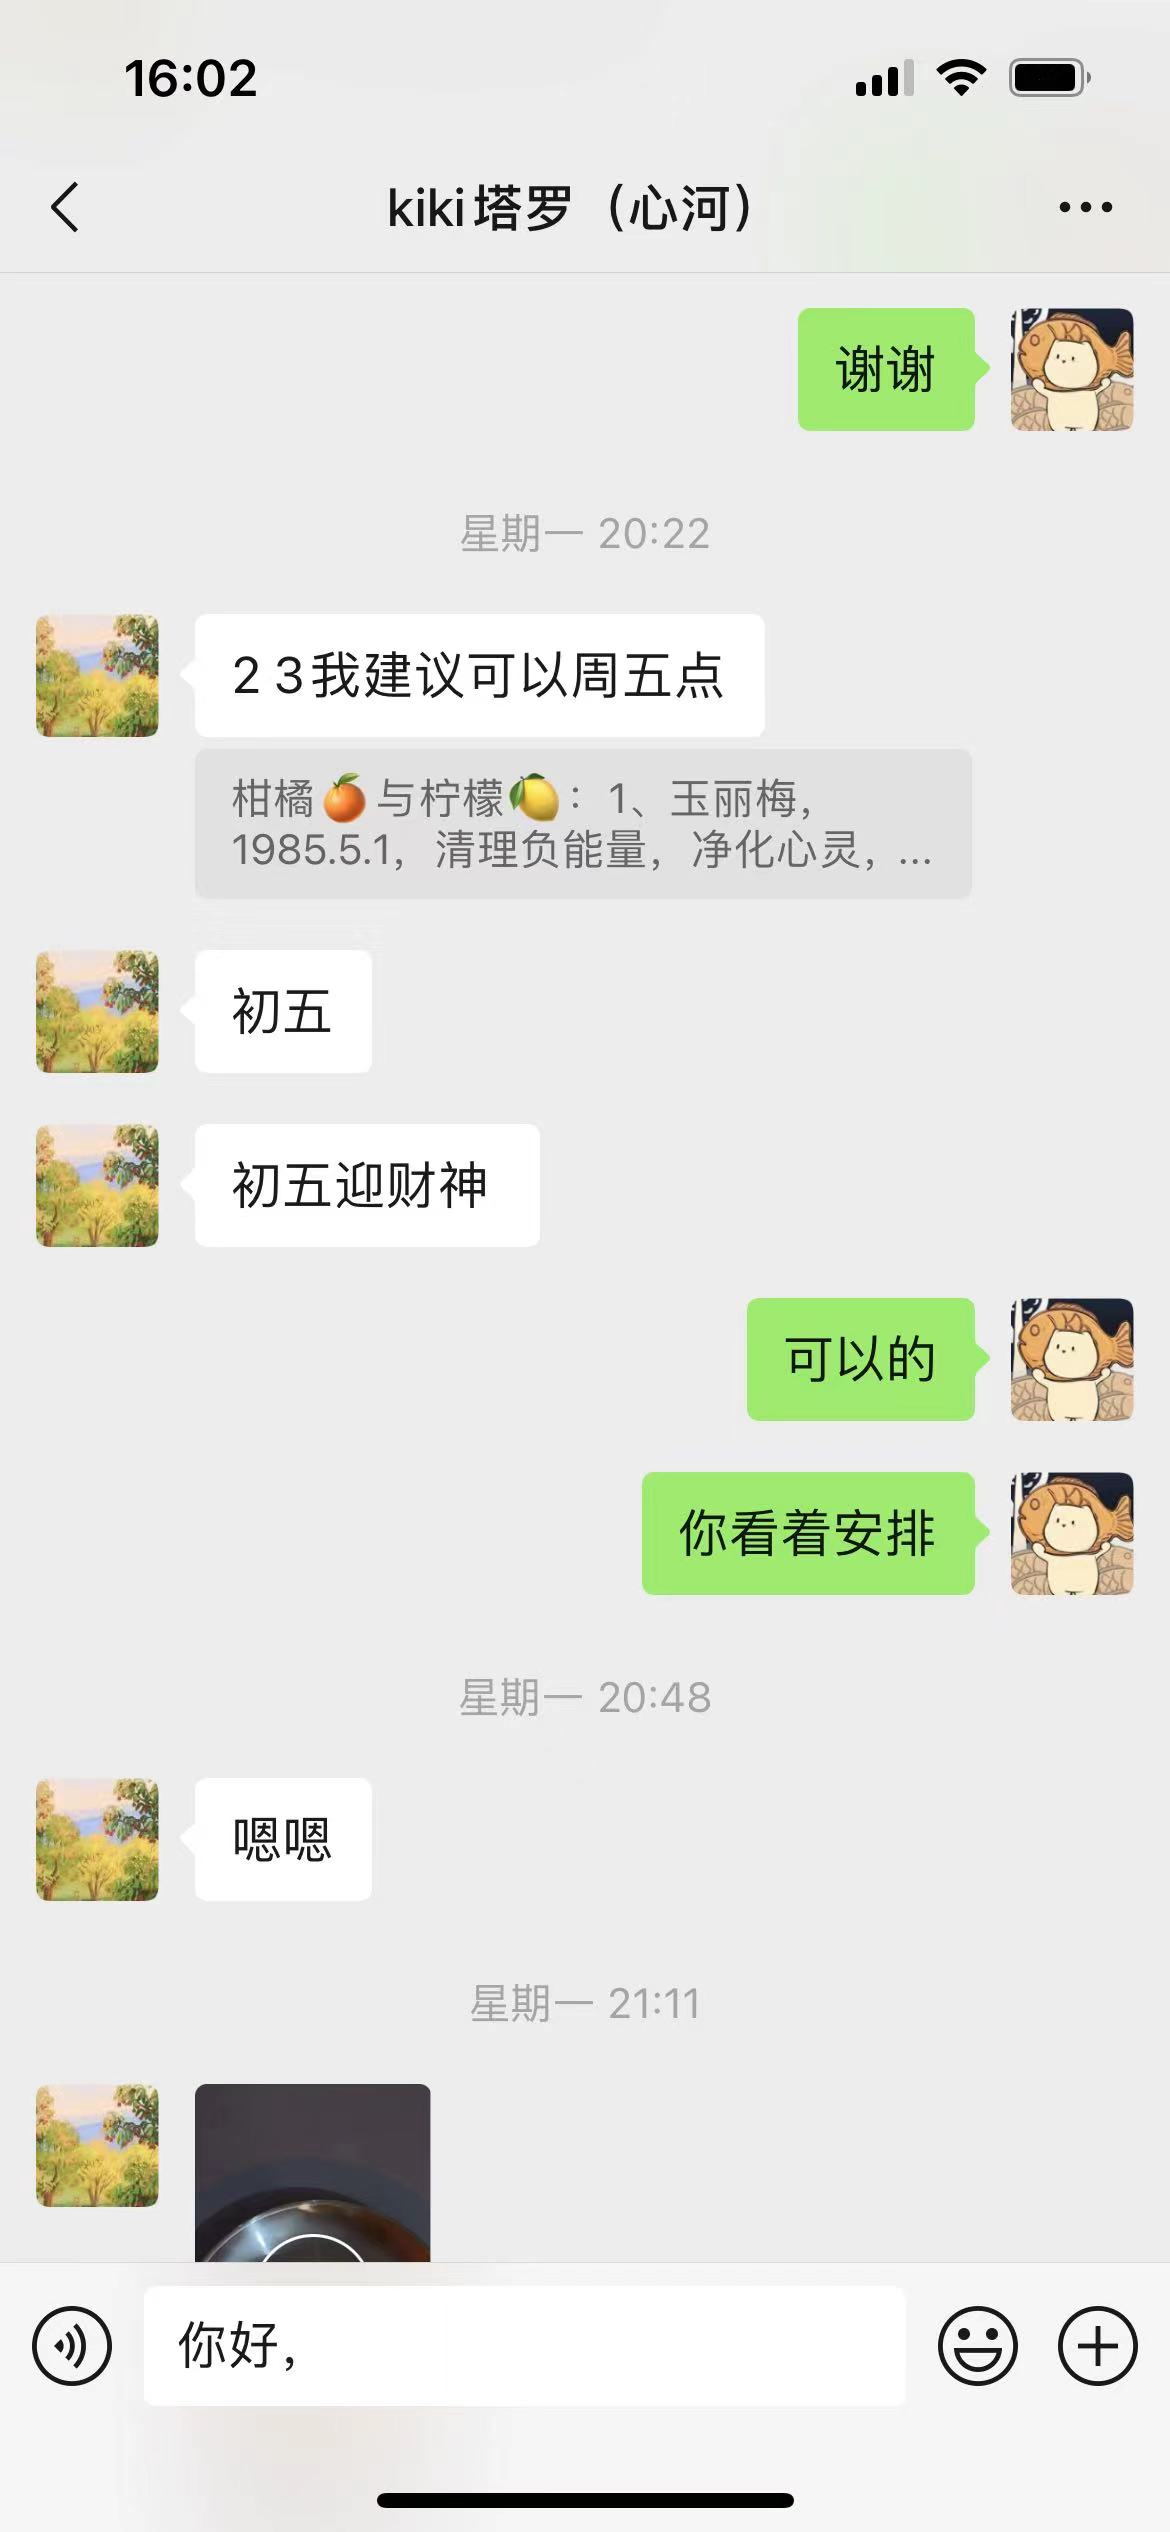 16:02
kiki塔罗（心河）
谢谢
星期一 20:22
2 3我建议可以周五点
柑橘🍊与柠檬🍋：1、玉丽梅，
1985.5.1，清理负能量，净化心灵，...
初五
初五迎财神
可以的
你看着安排
星期一 20:48
嗯嗯
星期一 21:11
你好，